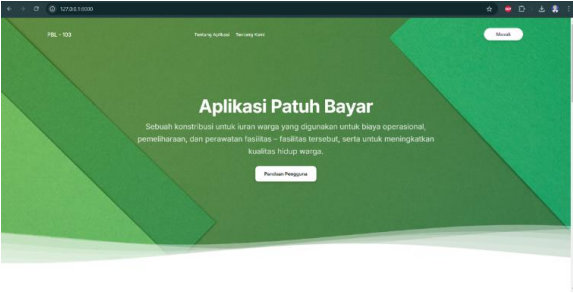 127.0.0.1:8000
PBL - 103
Tentang Aplikasi Tentang Kami
Masuk
Aplikasi Patuh Bayar
Sebuah konstribusi untuk iuran warga yang digunakan untuk biaya operasional,
pemeliharaan, dan perawatan fasilitas – fasilitas tersebut, serta untuk meningkatkan
kualitas hidup warga.
Panduan Pengguna